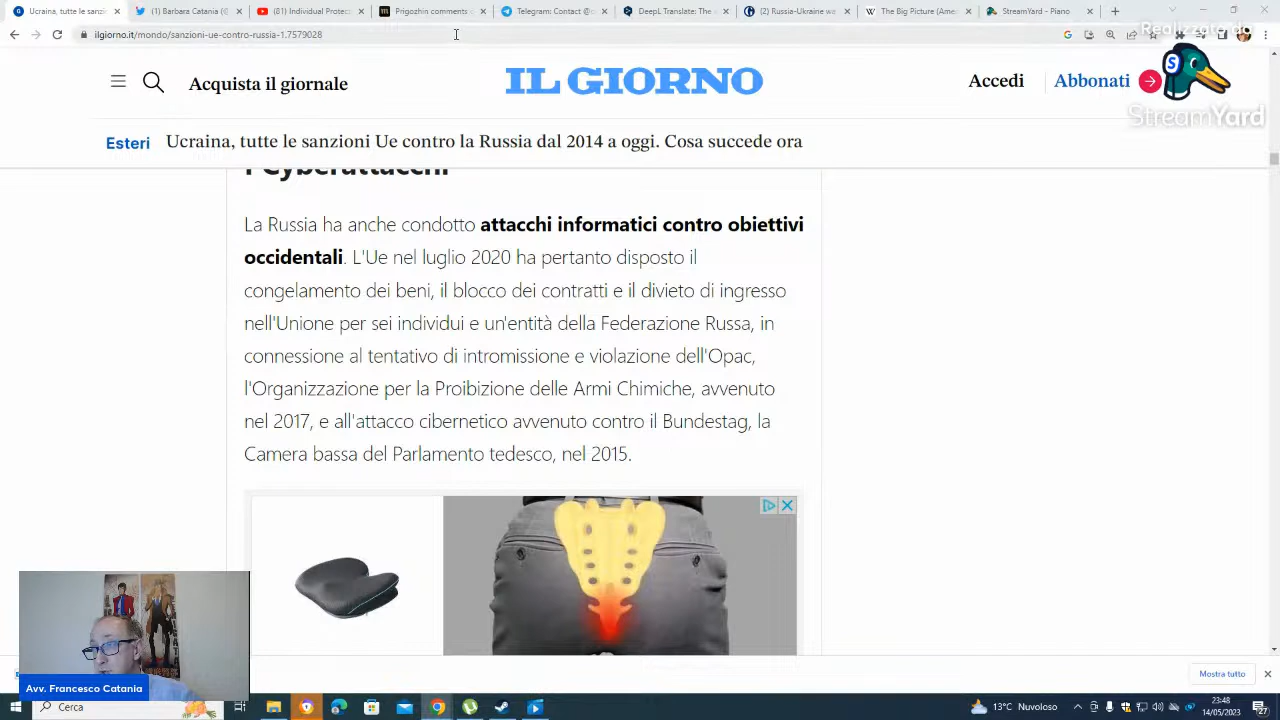 Ucraina, tutte le sanzi
(1) Barbara Catania (@
(81) Individual Protec
Prigozhin comments
Telegram: Contact @c
DeepL Translate: The
(2) Russia-Ukraine wa
The Big Picture (Ame
StreamYard - Piano
ilgiorno.it/mondo/sanzioni-ue-contro-russia-1.7579028
Realizzato da
StreamYard
Acquista il giornale
IL GIORNO
Accedi
Abbonati
Esteri
Ucraina, tutte le sanzioni Ue contro la Russia dal 2014 a oggi. Cosa succede ora
I Cyberattacchi
La Russia ha anche condotto attacchi informatici contro obiettivi
occidentali. L'Ue nel luglio 2020 ha pertanto disposto il
congelamento dei beni, il blocco dei contratti e il divieto di ingresso
nell'Unione per sei individui e un'entità della Federazione Russa, in
connessione al tentativo di intromissione e violazione dell'Opac,
l'Organizzazione per la Proibizione delle Armi Chimiche, avvenuto
nel 2017, e all'attacco cibernetico avvenuto contro il Bundestag, la
Camera bassa del Parlamento tedesco, nel 2015.
Avv. Francesco Catania
Mostra tutto
Cerca
13°C Nuvoloso
23:48
14/05/2023